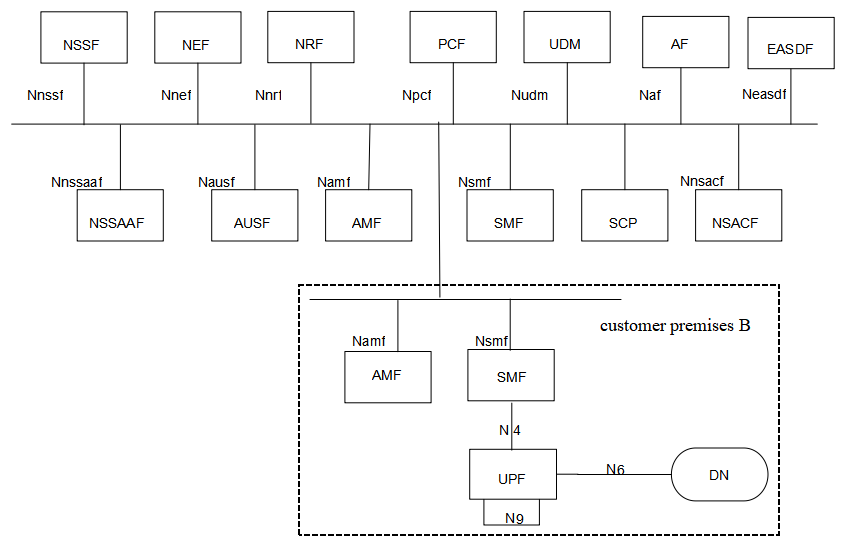 NSSF
NEF
NRF
PCF
UDM
AF
EASDF
Nnssf
Nnef
Nnrf
Npcf
Nudm
Naf
Neasdf
Nnssaaf
Nausf
Namf
Nsmf
Nnsacf
NSSAAF
AUSF
AMF
SMF
SCP
NSACF
customer premises B
Namf
Nsmf
AMF
SMF
N 4
UPF
N6
DN
N9